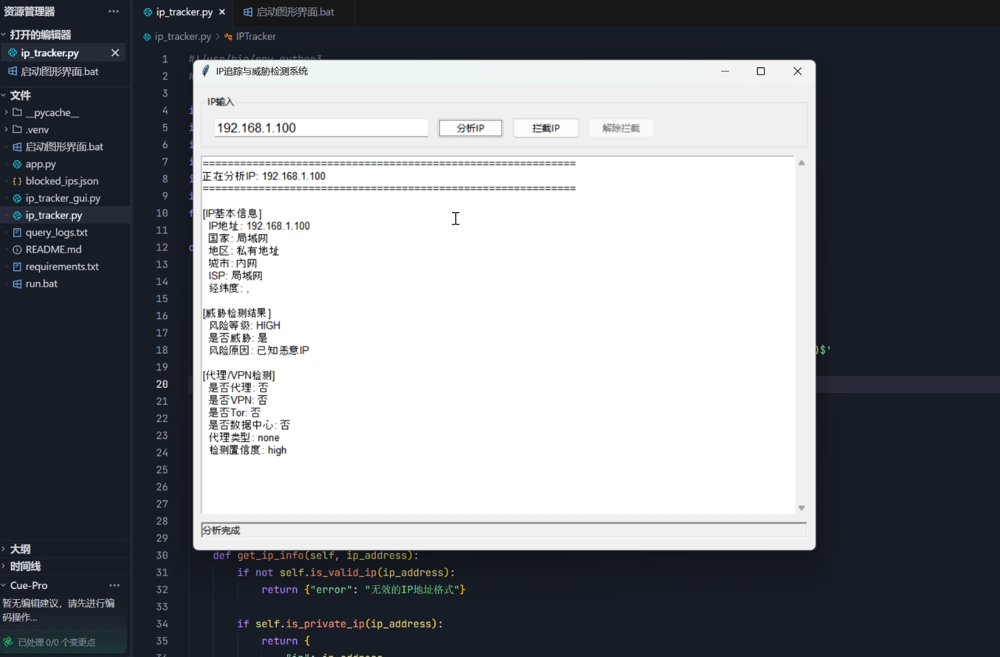 资源管理器 ···
打开的编辑器
ip_tracker.py
启动图形界面.bat
文件
__pycache__
.venv
启动图形界面.bat
app.py
blocked_ips.json
ip_tracker_gui.py
ip_tracker.py
query_logs.txt
README.md
requirements.txt
run.bat
大纲
时间线
Cue-Pro ···
暂无编辑建议，请先进行编
码操作...
已处理 0/0 个变更点
ip_tracker.py 启动图形界面.bat
ip_tracker.py > IPTracker
1 #!/usr/bin/env python3
2 #
3
4 i
5 i
6 i
7 i
8 i
9 i
10 f
11
12
13
14
15
16
17
18 )$'
19
20
21
22
23
24
25
26
27
28
29
30 def get_ip_info(self, ip_address):
31 if not self.is_valid_ip(ip_address):
32 return {"error": "无效的IP地址格式"}
33
34 if self.is_private_ip(ip_address):
35 return {
IP追踪与威胁检测系统
IP输入
192.168.1.100 分析IP 拦截IP 解除拦截
============================================================
正在分析IP: 192.168.1.100
============================================================
[IP基本信息]
IP地址: 192.168.1.100
国家: 局域网
地区: 私有地址
城市: 内网
ISP: 局域网
经纬度: ,
[威胁检测结果]
风险等级: HIGH
是否威胁: 是
风险原因: 已知恶意IP
[代理/VPN检测]
是否代理: 否
是否VPN: 否
是否Tor: 否
是否数据中心: 否
代理类型: none
检测置信度: high
分析完成